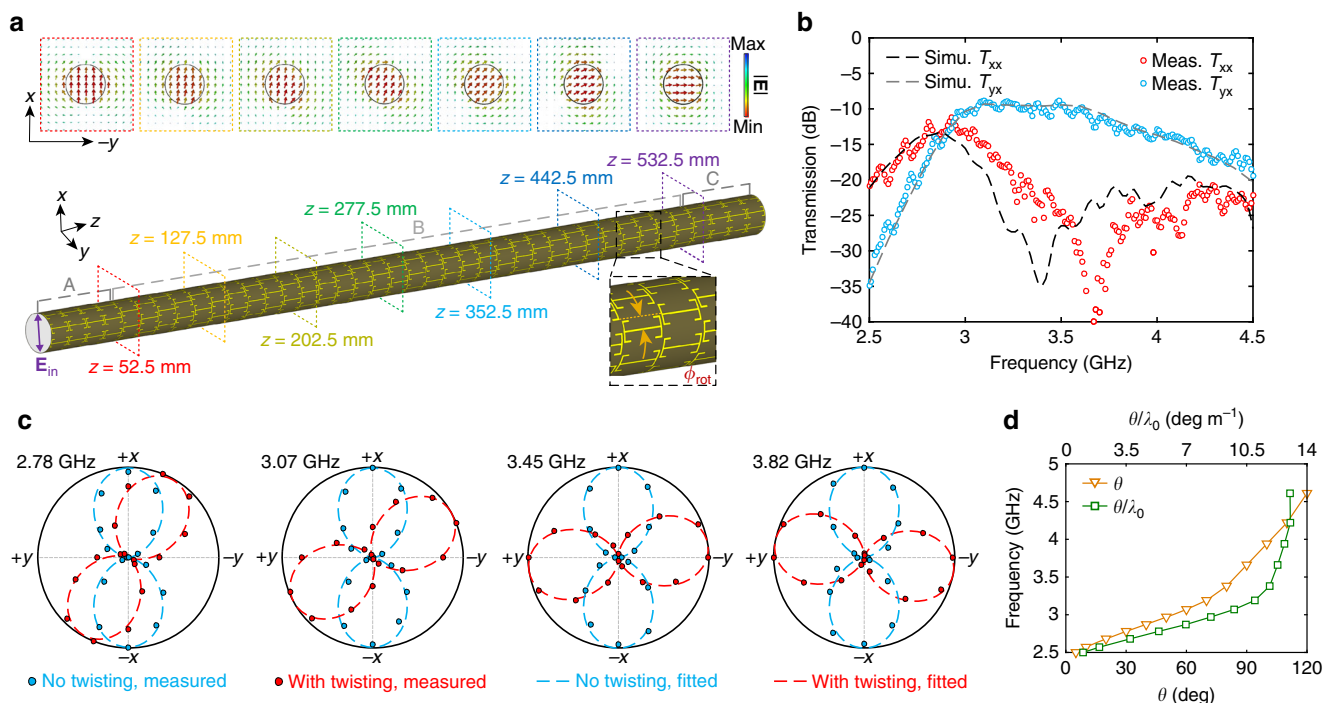 a
Max
|E|
Min
x
–y
x
z
y
A
B
C
z = 52.5 mm
z = 127.5 mm
z = 202.5 mm
z = 277.5 mm
z = 352.5 mm
z = 442.5 mm
z = 532.5 mm
E_in
ϕ_rot
b
Transmission (dB)
0
–5
–10
–15
–20
–25
–30
–35
–40
2.5 3 3.5 4 4.5
Frequency (GHz)
Simu. T_xx
Simu. T_yx
Meas. T_xx
Meas. T_yx
c
2.78 GHz +x +y –y –x
3.07 GHz +x +y –y –x
3.45 GHz +x +y –y –x
3.82 GHz +x +y –y –x
No twisting, measured
With twisting, measured
No twisting, fitted
With twisting, fitted
d
θ/λ₀ (deg m⁻¹)
0 3.5 7 10.5 14
Frequency (GHz)
5
4.5
4
3.5
3
2.5
θ
θ/λ₀
0 30 60 90 120
θ (deg)